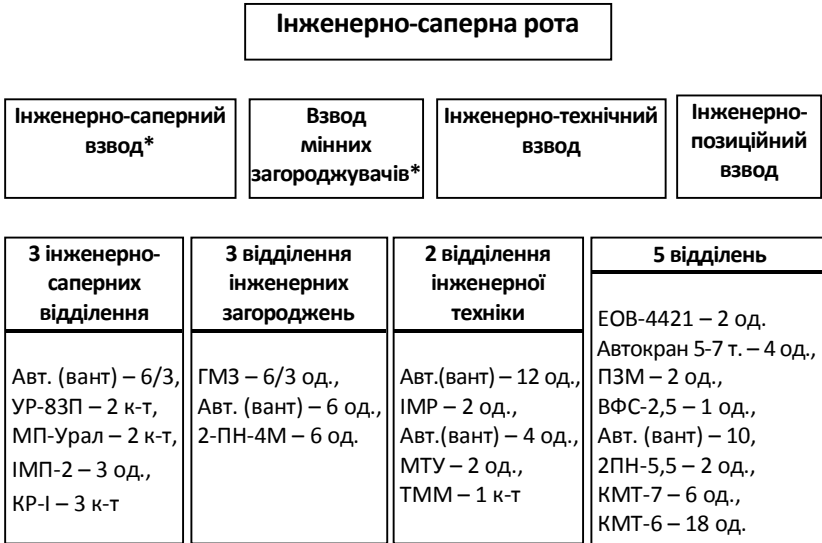 Інженерно-саперна рота
Інженерно-саперний
взвод*
Взвод
мінних
загороджувачів*
Інженерно-технічний
взвод
Інженерно-
позиційний
взвод
3 інженерно-
саперних
відділення
Авт. (вант) – 6/3,
УР-83П – 2 к-т,
МП-Урал – 2 к-т,
ІМП-2 – 3 од.,
КР-І – 3 к-т
3 відділення
інженерних
загороджень
ГМЗ – 6/3 од.,
Авт. (вант) – 6 од.,
2-ПН-4М – 6 од.
2 відділення
інженерної
техніки
Авт.(вант) – 12 од.,
ІМР – 2 од.,
Авт.(вант) – 4 од.,
МТУ – 2 од.,
ТММ – 1 к-т
5 відділень
ЕОВ-4421 – 2 од.
Автокран 5-7 т. – 4 од.,
ПЗМ – 2 од.,
ВФС-2,5 – 1 од.,
Авт. (вант) – 10,
2ПН-5,5 – 2 од.,
КМТ-7 – 6 од.,
КМТ-6 – 18 од.